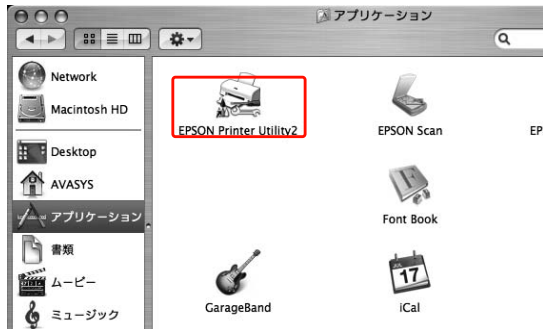 アプリケーション
Network
Macintosh HD
Desktop
AVASYS
アプリケーション
書類
ムービー
ミュージック
EPSON Printer Utility2
EPSON Scan
EP
Font Book
17
GarageBand
iCal